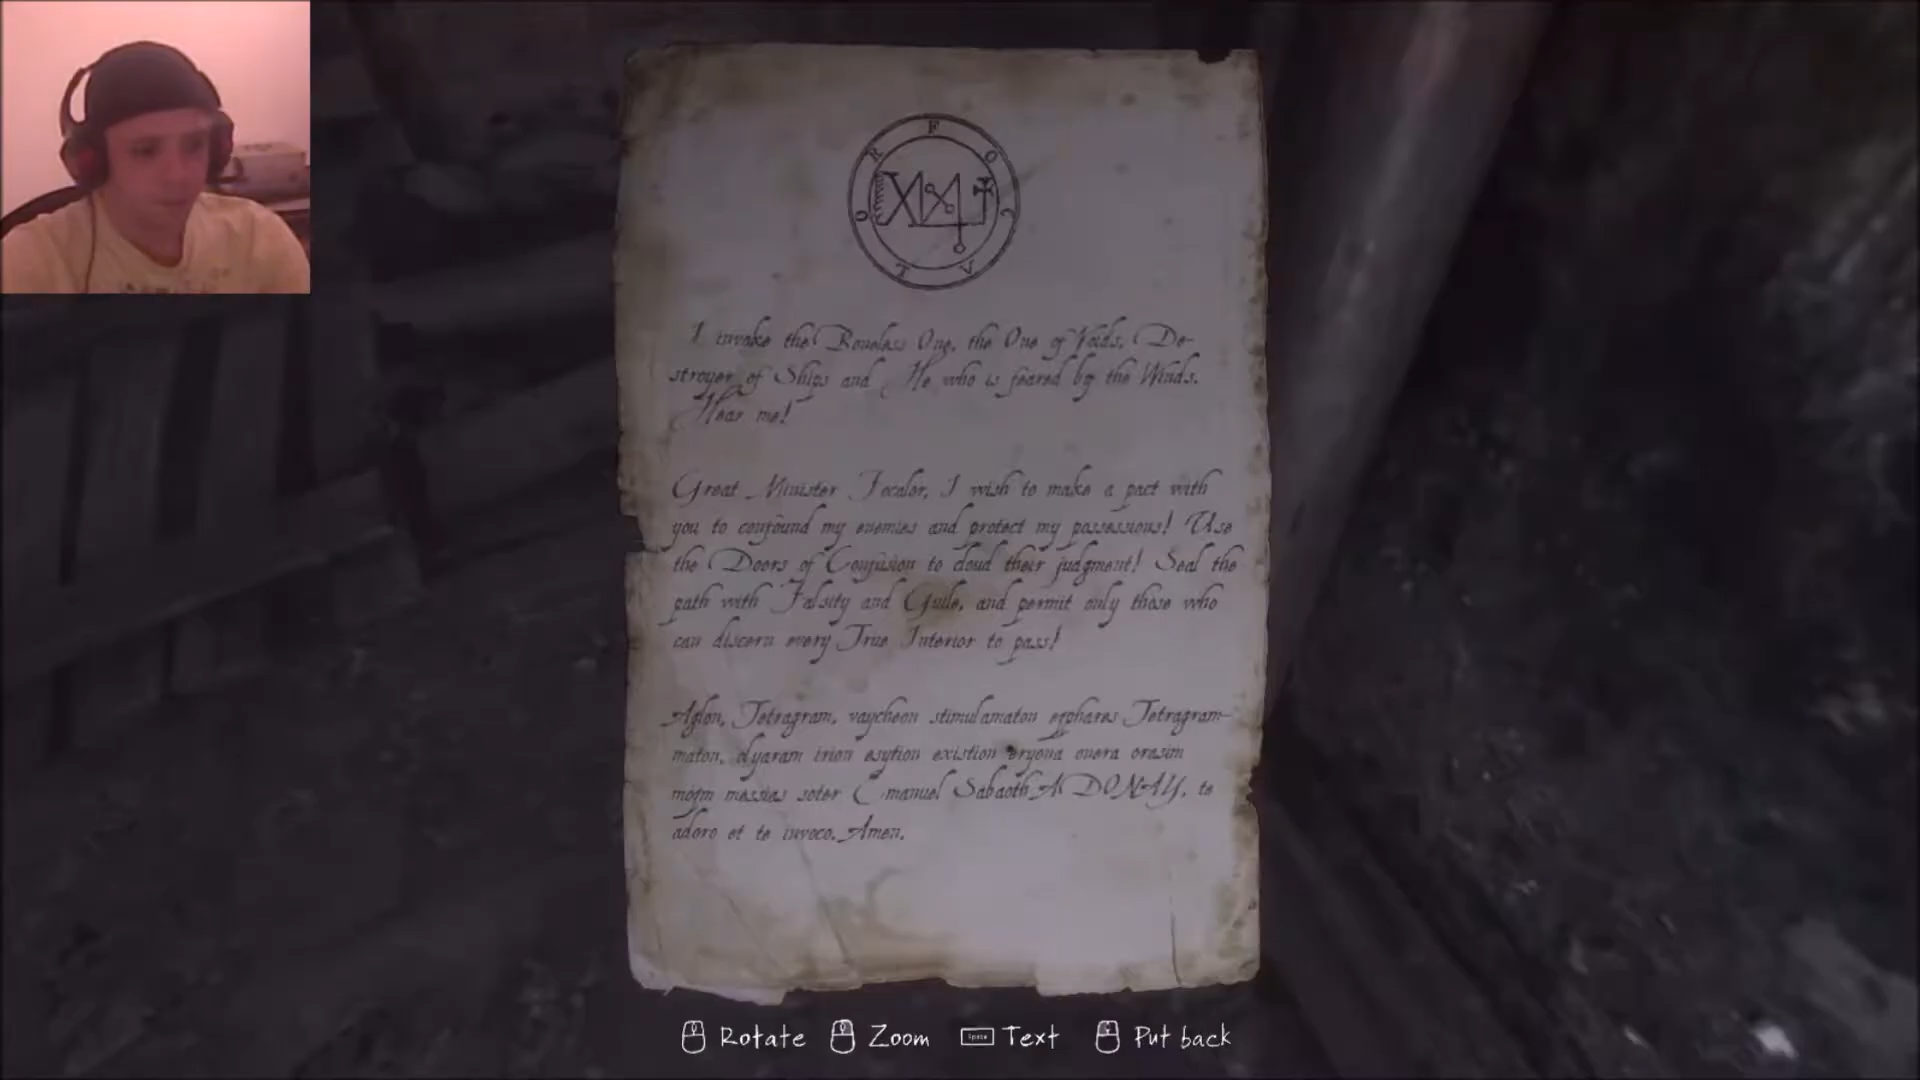 F O C V T O R
I invoke the Boneless One, the One of Voids, De-
stroyer of Ships and He who is feared by the Winds.
Hear me!
Great Minister Focalor, I wish to make a pact with
you to confound my enemies and protect my possessions! Use
the Doors of Confusion to cloud their judgment! Seal the
path with Falsity and Guile, and permit only those who
can discern every True Interior to pass!
Aglon, Tetragram, vaycheon stimulamaton ezphares Tetragram-
maton, olyaram irion esytion existion eryona onera orasim
mozm messias soter Emanuel Sabaoth ADONAY, te
adoro et te invoco. Amen.
Rotate Zoom Space Text Put back